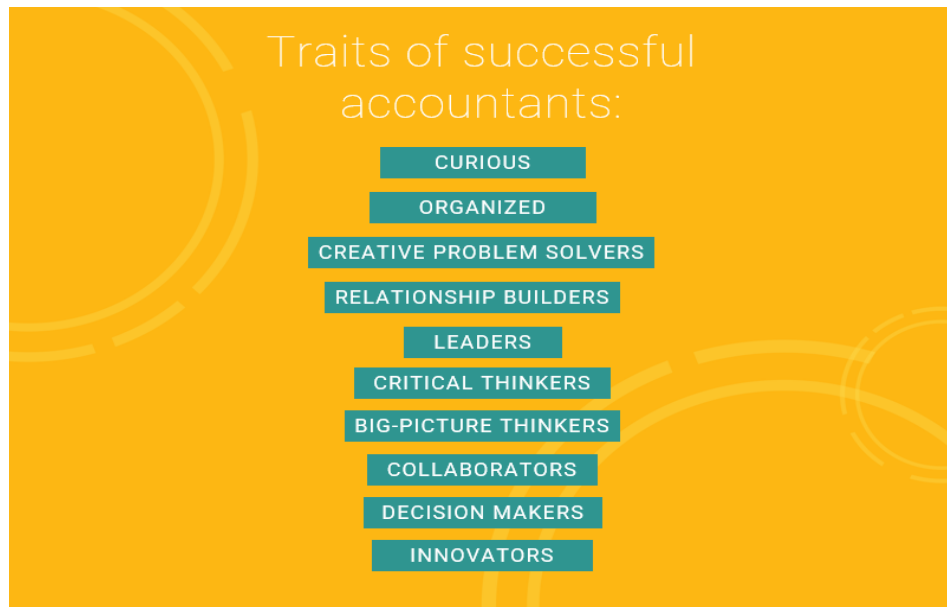 Traits of successful
accountants:
CURIOUS
ORGANIZED
CREATIVE PROBLEM SOLVERS
RELATIONSHIP BUILDERS
LEADERS
CRITICAL THINKERS
BIG-PICTURE THINKERS
COLLABORATORS
DECISION MAKERS
INNOVATORS